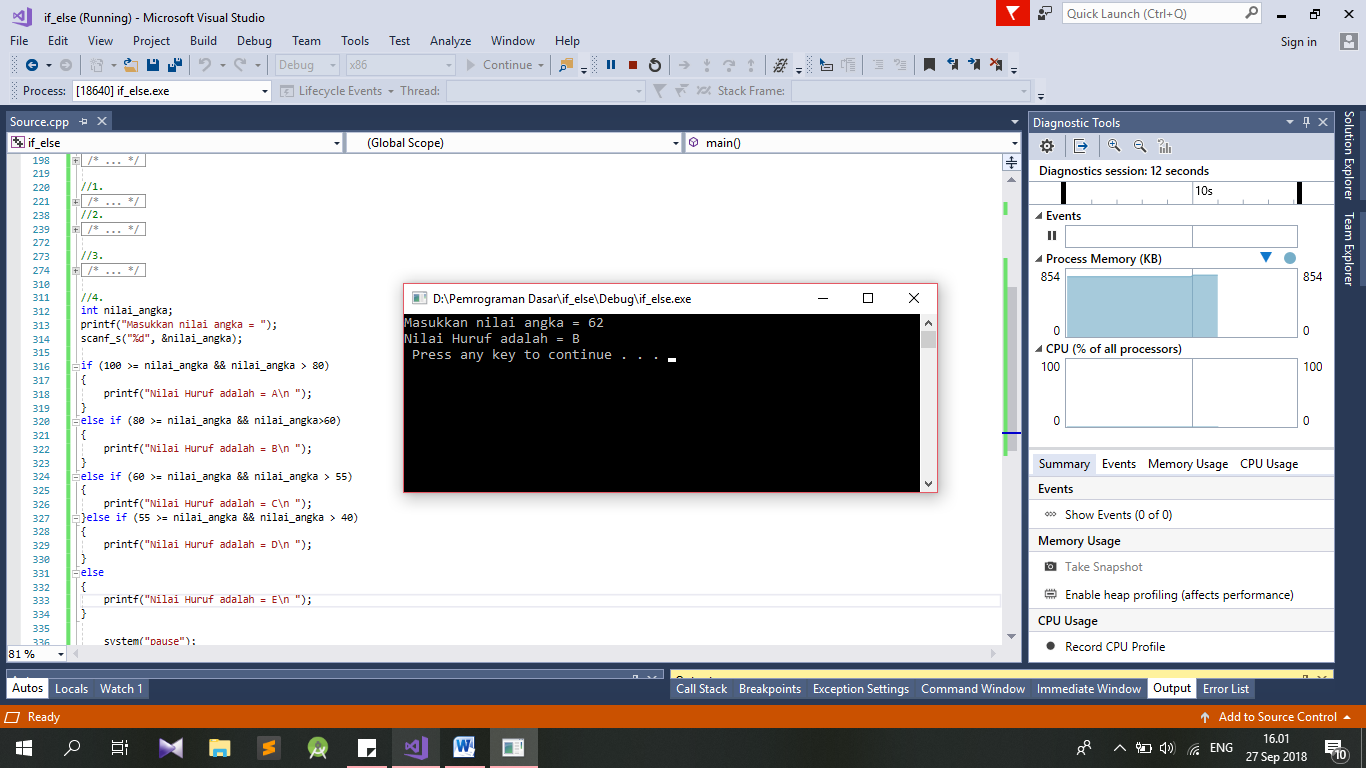 if_else (Running) - Microsoft Visual Studio
Quick Launch (Ctrl+Q)
File Edit View Project Build Debug Team Tools Test Analyze Window Help
Sign in
Debug x86 Continue
Process: [18640] if_else.exe Lifecycle Events Thread: Stack Frame:
Source.cpp
if_else (Global Scope) main()
198 /* ... */
219
220 //1.
221 /* ... */
238 //2.
239 /* ... */
272
273 //3.
274 /* ... */
310
311 //4.
312 int nilai_angka;
313 printf("Masukkan nilai angka = ");
314 scanf_s("%d", &nilai_angka);
315
316 if (100 >= nilai_angka && nilai_angka > 80)
317 {
318 printf("Nilai Huruf adalah = A\n ");
319 }
320 else if (80 >= nilai_angka && nilai_angka>60)
321 {
322 printf("Nilai Huruf adalah = B\n ");
323 }
324 else if (60 >= nilai_angka && nilai_angka > 55)
325 {
326 printf("Nilai Huruf adalah = C\n ");
327 }else if (55 >= nilai_angka && nilai_angka > 40)
328 {
329 printf("Nilai Huruf adalah = D\n ");
330 }
331 else
332 {
333 printf("Nilai Huruf adalah = E\n ");
334 }
335
336 system("pause");
81 %
D:\Pemrograman Dasar\if_else\Debug\if_else.exe
Masukkan nilai angka = 62
Nilai Huruf adalah = B
Press any key to continue . . .
Diagnostic Tools
Diagnostics session: 12 seconds
10s
Events
Process Memory (KB)
854 854
0 0
CPU (% of all processors)
100 100
0 0
Summary Events Memory Usage CPU Usage
Events
Show Events (0 of 0)
Memory Usage
Take Snapshot
Enable heap profiling (affects performance)
CPU Usage
Record CPU Profile
Solution Explorer
Team Explorer
Autos Locals Watch 1
Call Stack Breakpoints Exception Settings Command Window Immediate Window Output Error List
Ready
Add to Source Control
ENG
16.01
27 Sep 2018
10